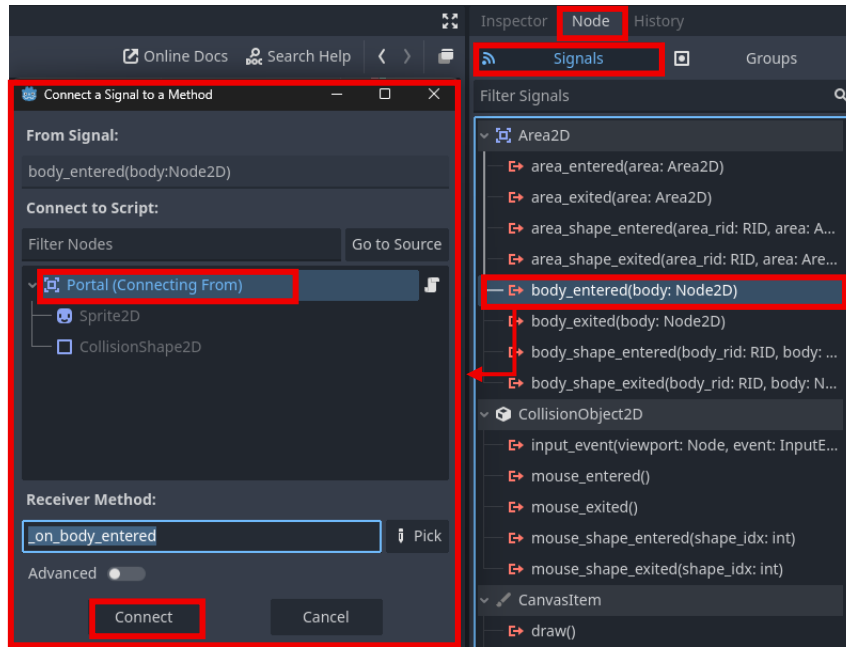 Online Docs
Search Help
Connect a Signal to a Method
From Signal:
body_entered(body:Node2D)
Connect to Script:
Filter Nodes
Go to Source
Portal (Connecting From)
Sprite2D
CollisionShape2D
Receiver Method:
_on_body_entered
Pick
Advanced
Connect
Cancel
Inspector
Node
History
Signals
Groups
Filter Signals
Area2D
area_entered(area: Area2D)
area_exited(area: Area2D)
area_shape_entered(area_rid: RID, area: A...
area_shape_exited(area_rid: RID, area: Are...
body_entered(body: Node2D)
body_exited(body: Node2D)
body_shape_entered(body_rid: RID, body: ...
body_shape_exited(body_rid: RID, body: N...
CollisionObject2D
input_event(viewport: Node, event: InputE...
mouse_entered()
mouse_exited()
mouse_shape_entered(shape_idx: int)
mouse_shape_exited(shape_idx: int)
CanvasItem
draw()